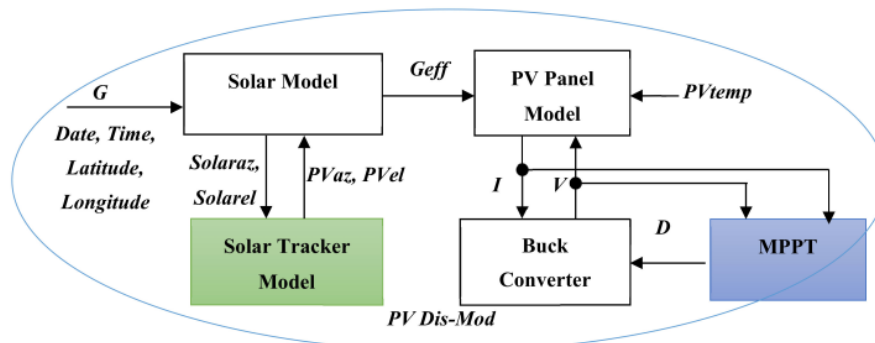 Solar Model
Geff
PV Panel
Model
PVtemp
G
Date, Time,
Latitude,
Longitude
Solaraz,
Solarel
PVaz, PVel
I
V
Solar Tracker
Model
Buck
Converter
D
MPPT
PV Dis-Mod